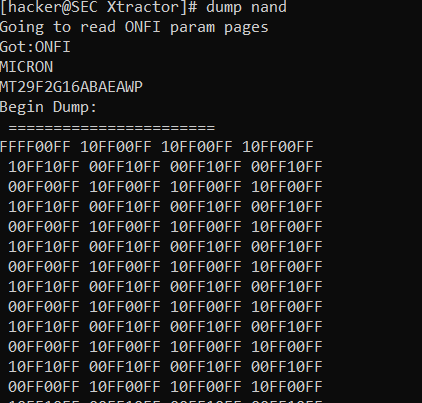 [hacker@SEC Xtractor]# dump nand
Going to read ONFI param pages
Got:ONFI
MICRON
MT29F2G16ABAEAWP
Begin Dump:
=======================
FFFF00FF 10FF00FF 10FF00FF 10FF00FF
10FF10FF 00FF10FF 00FF10FF 00FF10FF
00FF00FF 10FF00FF 10FF00FF 10FF00FF
10FF10FF 00FF10FF 00FF10FF 00FF10FF
00FF00FF 10FF00FF 10FF00FF 10FF00FF
10FF10FF 00FF10FF 00FF10FF 00FF10FF
00FF00FF 10FF00FF 10FF00FF 10FF00FF
10FF10FF 00FF10FF 00FF10FF 00FF10FF
00FF00FF 10FF00FF 10FF00FF 10FF00FF
10FF10FF 00FF10FF 00FF10FF 00FF10FF
00FF00FF 10FF00FF 10FF00FF 10FF00FF
10FF10FF 00FF10FF 00FF10FF 00FF10FF
00FF00FF 10FF00FF 10FF00FF 10FF00FF